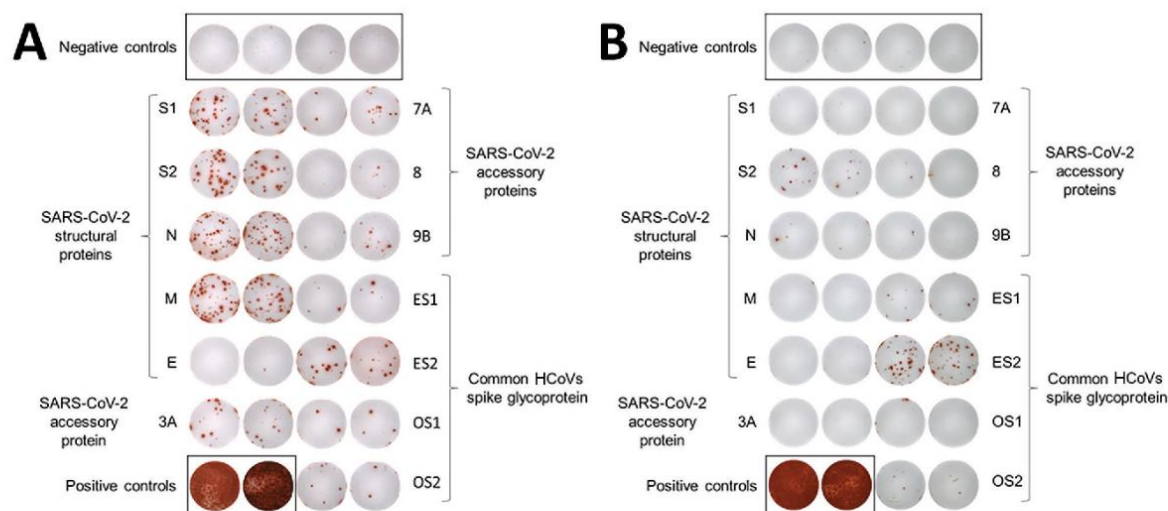 A
Negative controls
S1
7A
S2
8
SARS-CoV-2
accessory
proteins
SARS-CoV-2
structural
proteins
N
9B
M
ES1
E
ES2
Common HCoVs
spike glycoprotein
SARS-CoV-2
accessory
protein
3A
OS1
Positive controls
OS2
B
Negative controls
S1
7A
S2
8
SARS-CoV-2
accessory
proteins
SARS-CoV-2
structural
proteins
N
9B
M
ES1
E
ES2
Common HCoVs
spike glycoprotein
SARS-CoV-2
accessory
protein
3A
OS1
Positive controls
OS2